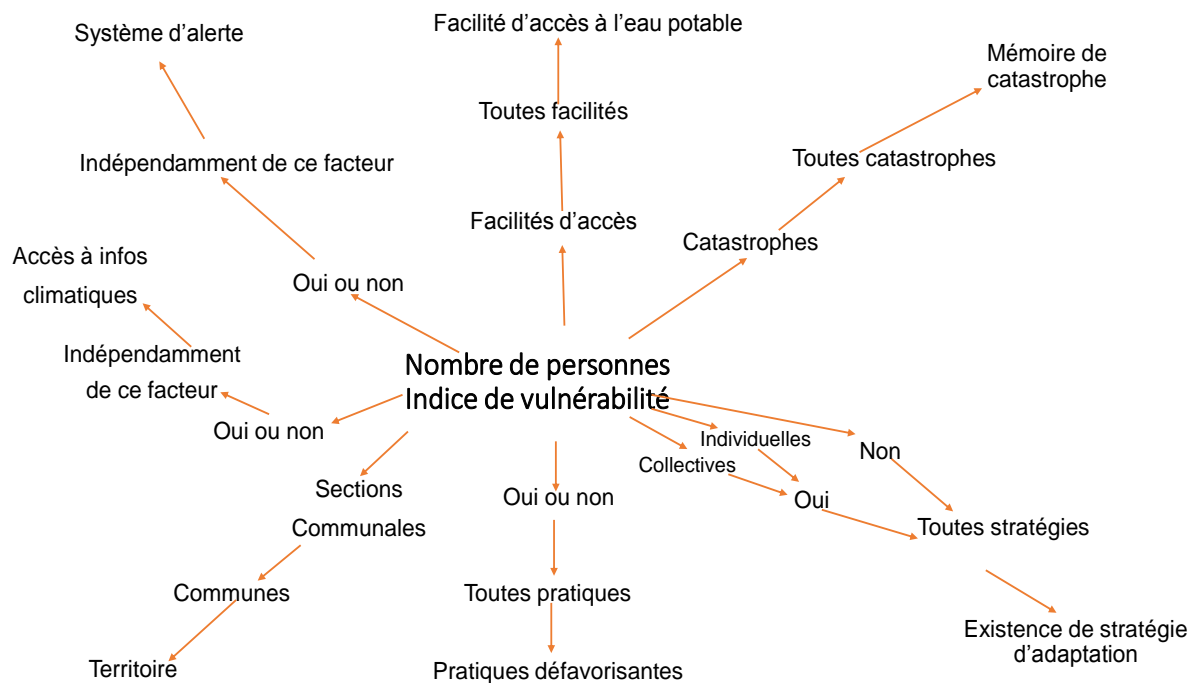 Système d’alerte
Facilité d’accès à l’eau potable
Mémoire de
catastrophe
Toutes facilités
Indépendamment de ce facteur
Toutes catastrophes
Facilités d’accès
Catastrophes
Accès à infos
climatiques
Oui ou non
Indépendamment
de ce facteur
Nombre de personnes
Indice de vulnérabilité
Oui ou non
Individuelles
Collectives
Non
Sections
Communales
Oui ou non
Oui
Toutes stratégies
Communes
Toutes pratiques
Existence de stratégie
d’adaptation
Territoire
Pratiques défavorisantes